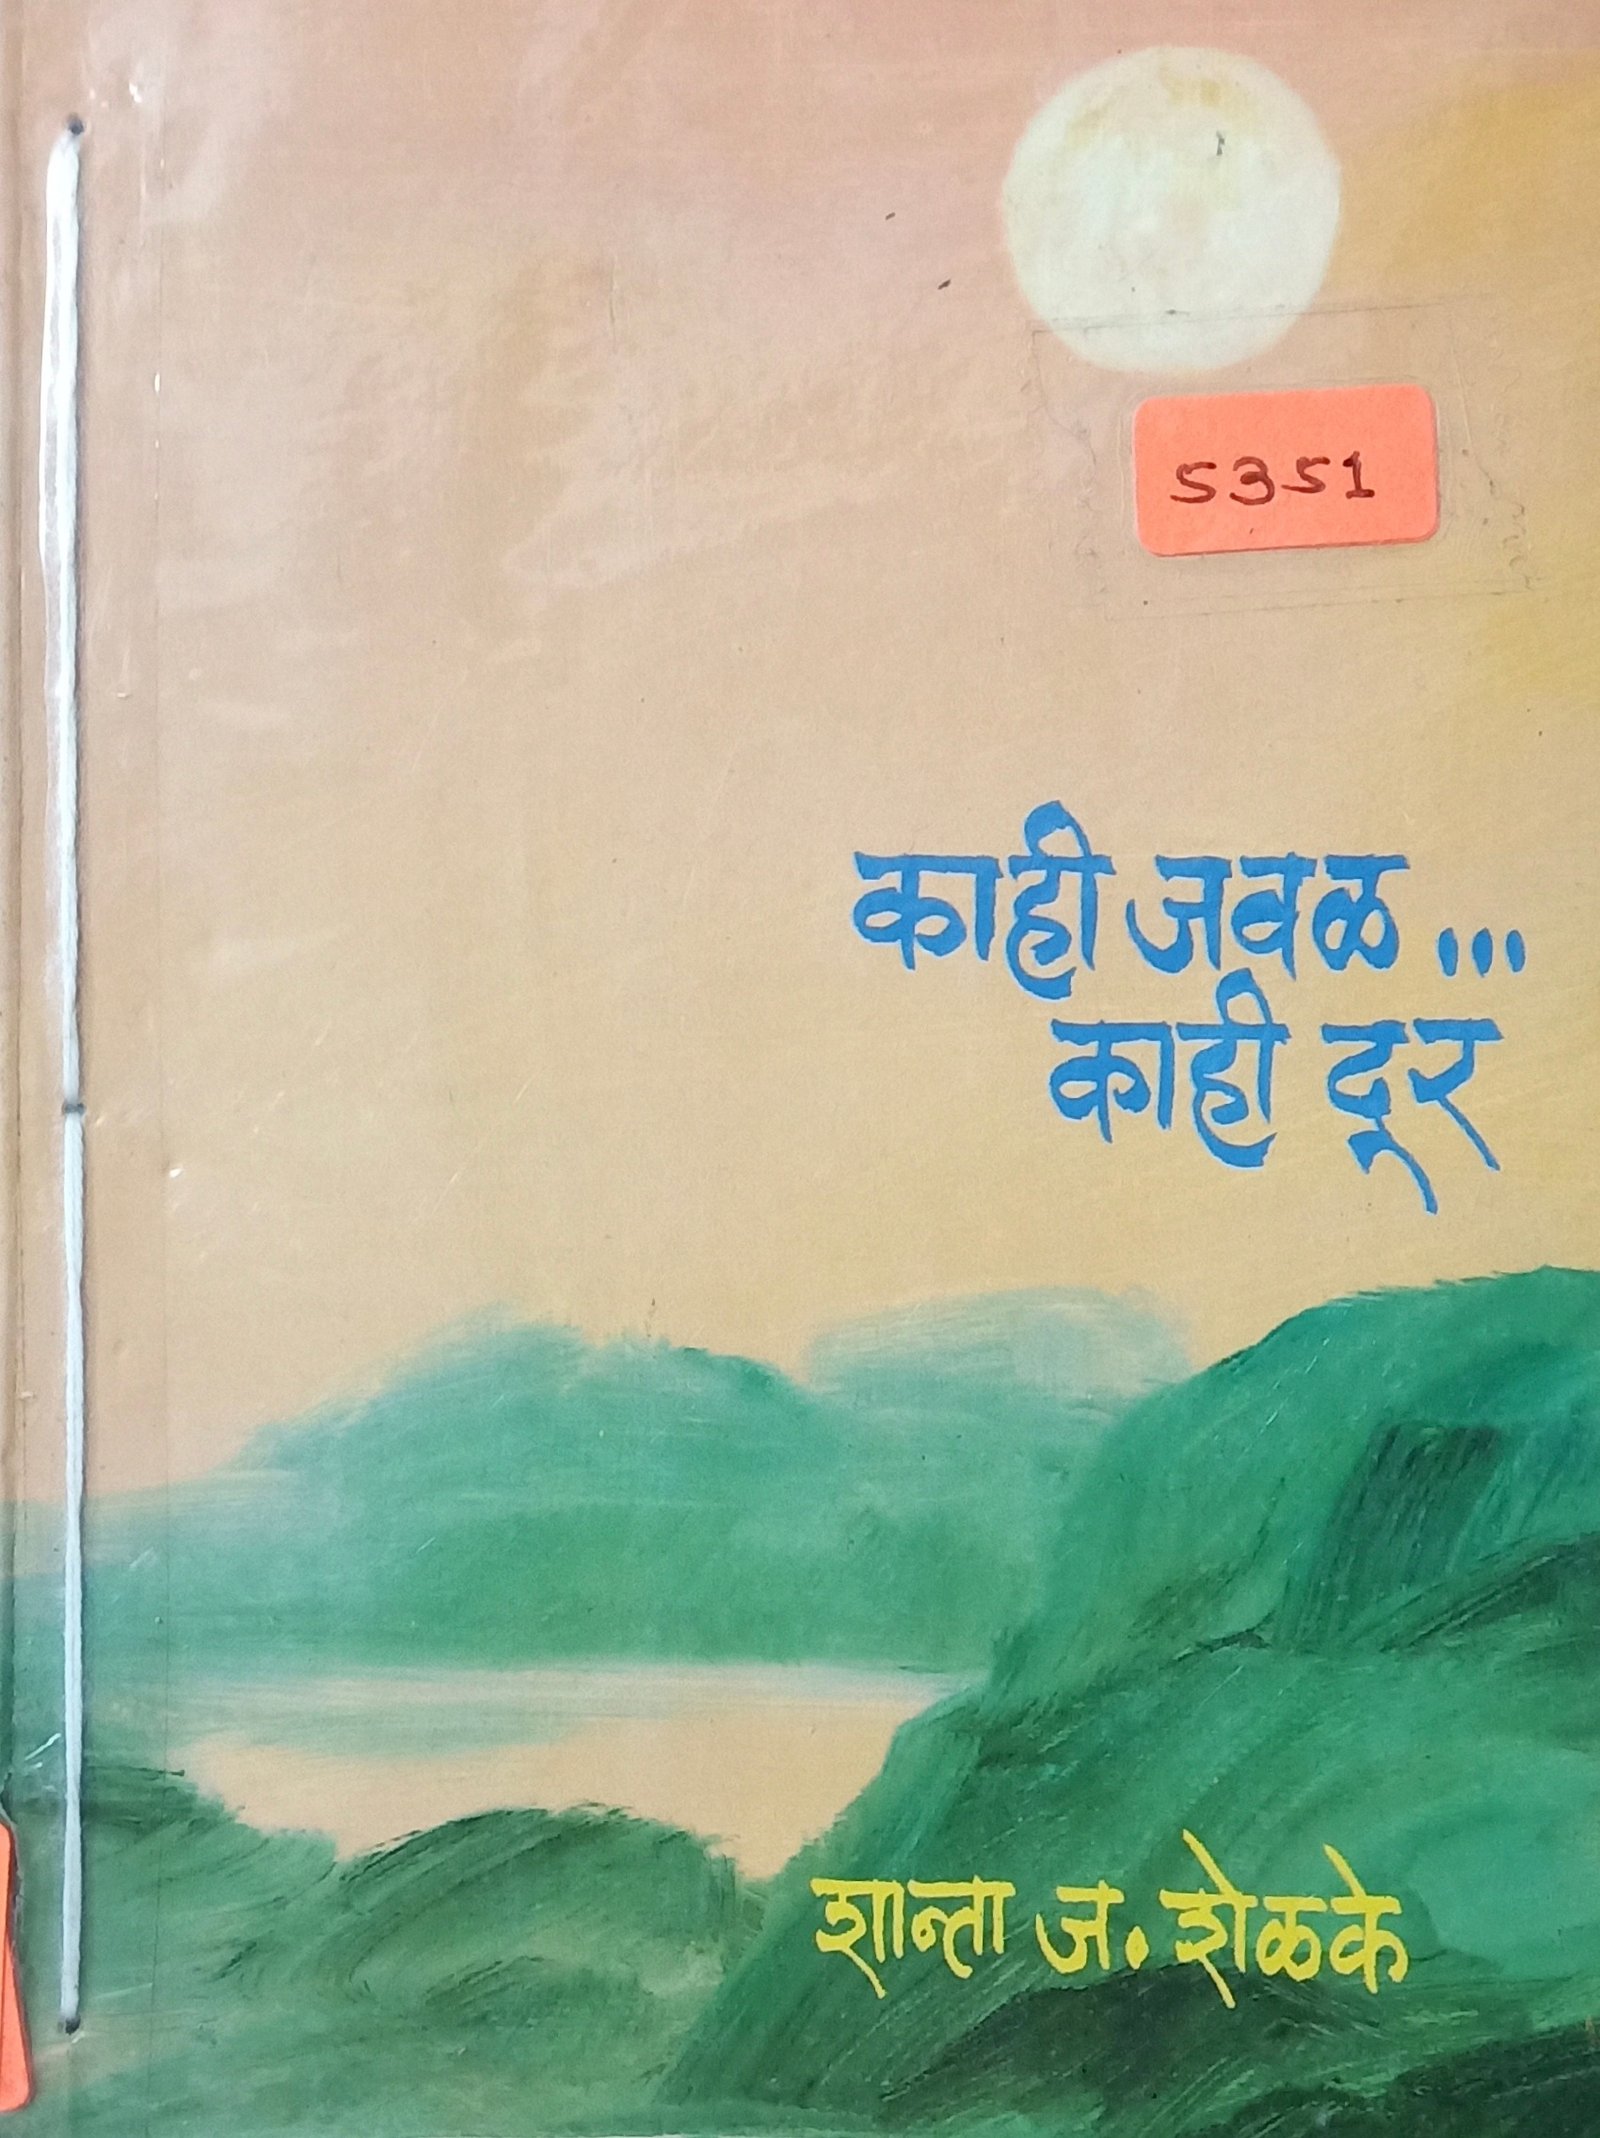 5351
काही जवळ...
काही दूर
शान्ता ज. शेळके